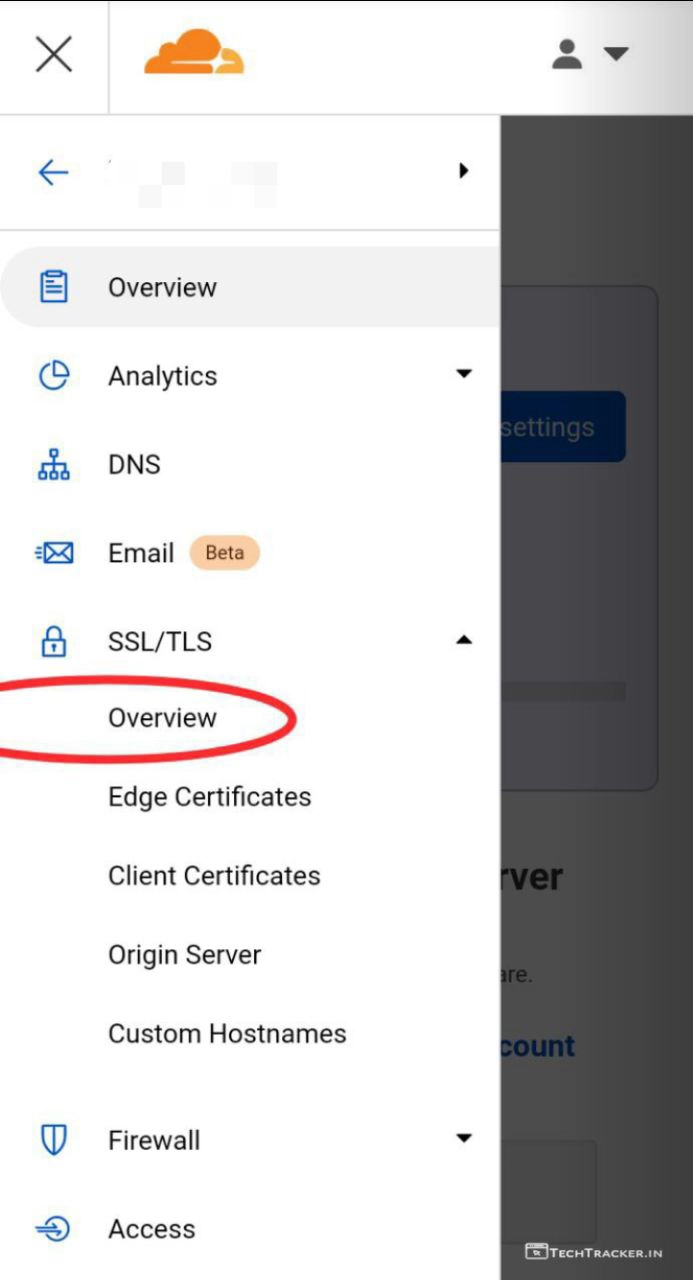 Overview
Analytics
settings
DNS
Email Beta
SSL/TLS
Overview
Edge Certificates
Client Certificates
rver
Origin Server
are.
Custom Hostnames
count
Firewall
Access
TECHTRACKER.IN